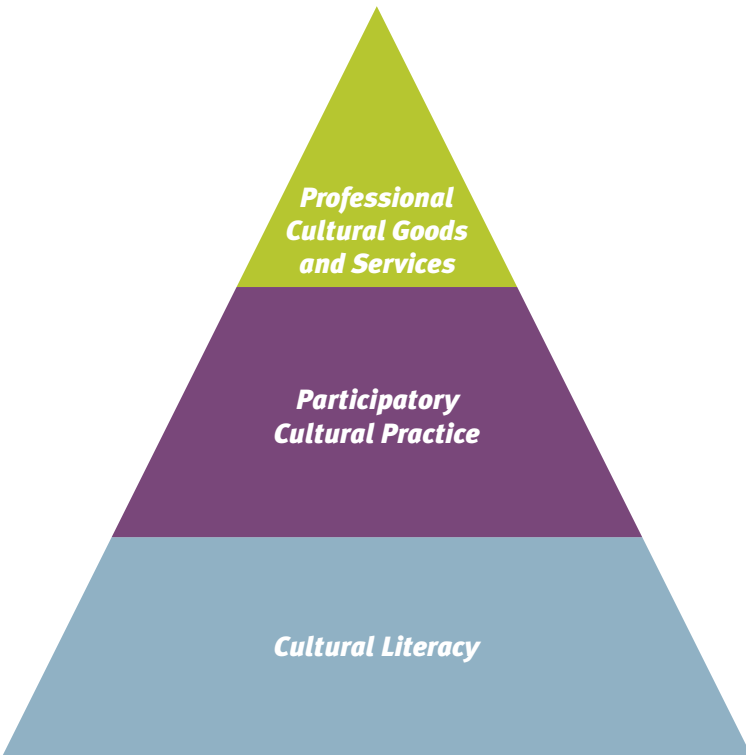 Professional
Cultural Goods
and Services
Participatory
Cultural Practice
Cultural Literacy